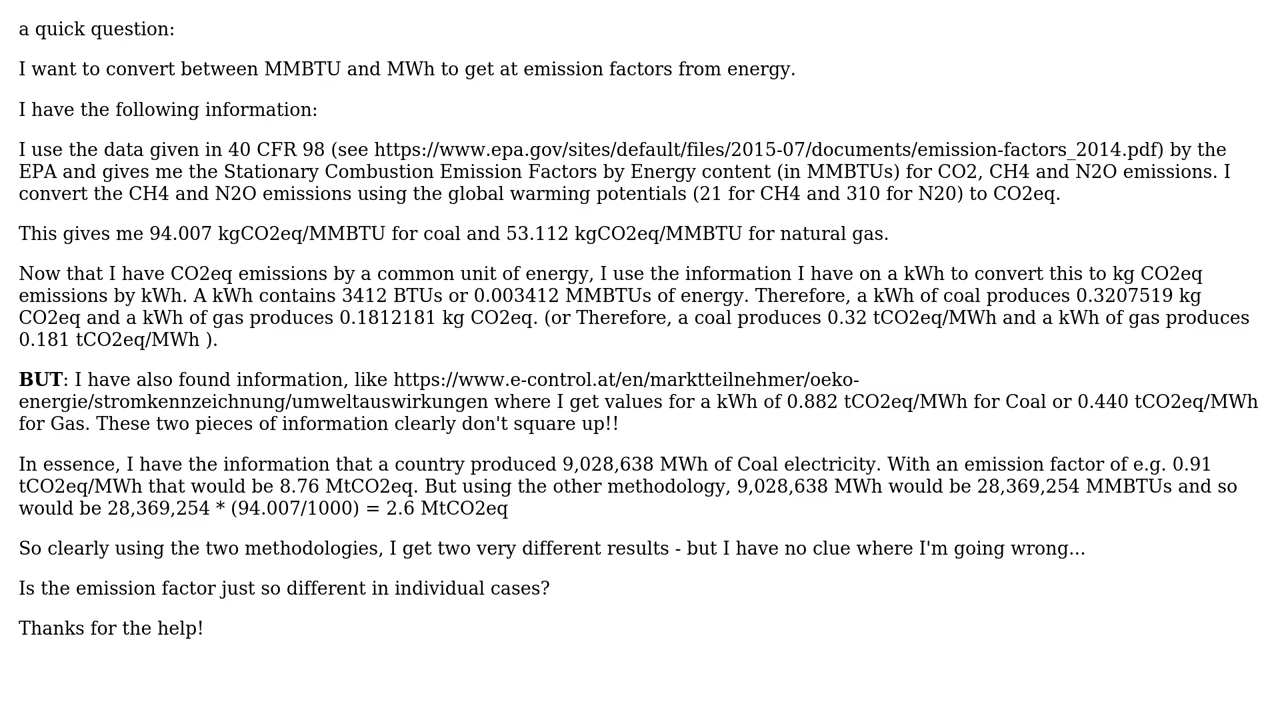 a quick question:
I want to convert between MMBTU and MWh to get at emission factors from energy.
I have the following information:
I use the data given in 40 CFR 98 (see https://www.epa.gov/sites/default/files/2015-07/documents/emission-factors_2014.pdf) by the
EPA and gives me the Stationary Combustion Emission Factors by Energy content (in MMBTUs) for CO2, CH4 and N2O emissions. I
convert the CH4 and N2O emissions using the global warming potentials (21 for CH4 and 310 for N20) to CO2eq.
This gives me 94.007 kgCO2eq/MMBTU for coal and 53.112 kgCO2eq/MMBTU for natural gas.
Now that I have CO2eq emissions by a common unit of energy, I use the information I have on a kWh to convert this to kg CO2eq
emissions by kWh. A kWh contains 3412 BTUs or 0.003412 MMBTUs of energy. Therefore, a kWh of coal produces 0.3207519 kg
CO2eq and a kWh of gas produces 0.1812181 kg CO2eq. (or Therefore, a coal produces 0.32 tCO2eq/MWh and a kWh of gas produces
0.181 tCO2eq/MWh ).
BUT: I have also found information, like https://www.e-control.at/en/marktteilnehmer/oeko-
energie/stromkennzeichnung/umweltauswirkungen where I get values for a kWh of 0.882 tCO2eq/MWh for Coal or 0.440 tCO2eq/MWh
for Gas. These two pieces of information clearly don't square up!!
In essence, I have the information that a country produced 9,028,638 MWh of Coal electricity. With an emission factor of e.g. 0.91
tCO2eq/MWh that would be 8.76 MtCO2eq. But using the other methodology, 9,028,638 MWh would be 28,369,254 MMBTUs and so
would be 28,369,254 * (94.007/1000) = 2.6 MtCO2eq
So clearly using the two methodologies, I get two very different results - but I have no clue where I'm going wrong...
Is the emission factor just so different in individual cases?
Thanks for the help!